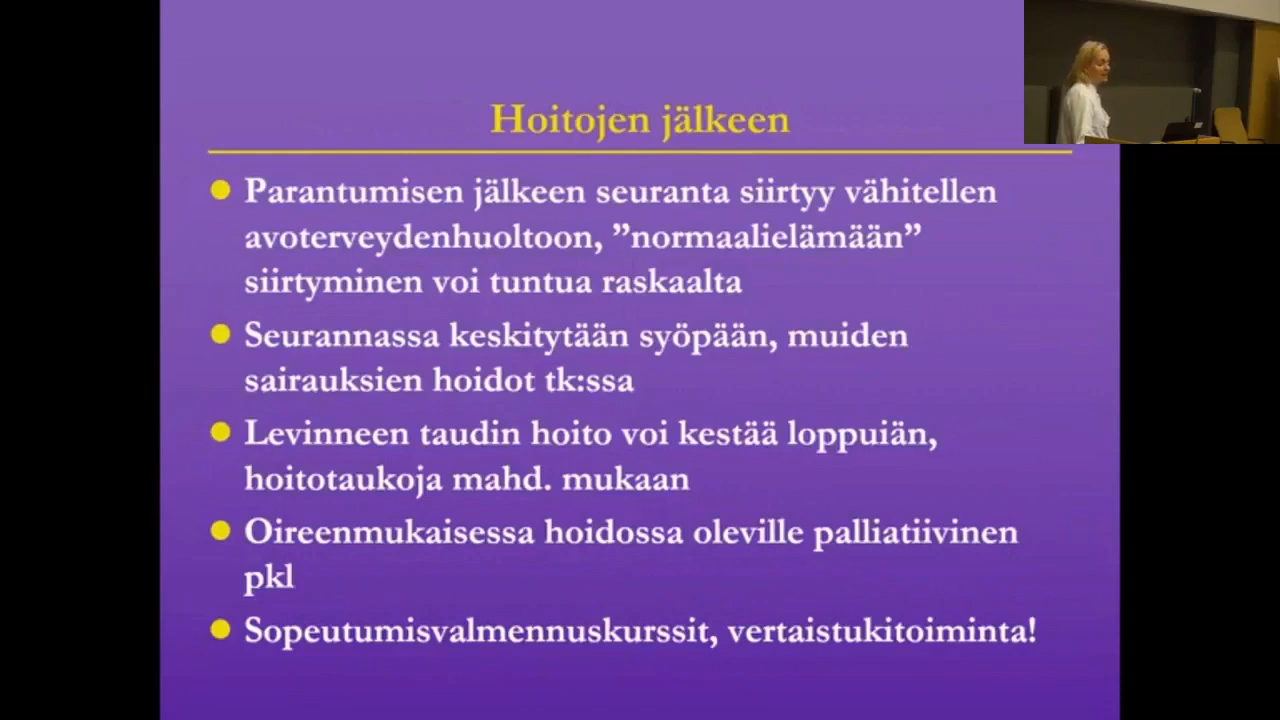 Hoitojen jälkeen
Parantumisen jälkeen seuranta siirtyy vähitellen
avoterveydenhuoltoon, ”normaalielämään”
siirtyminen voi tuntua raskaalta
Seurannassa keskitytään syöpään, muiden
sairauksien hoidot tk:ssa
Levinneen taudin hoito voi kestää loppuiän,
hoitotaukoja mahd. mukaan
Oireenmukaisessa hoidossa oleville palliatiivinen
pkl
Sopeutumisvalmennuskurssit, vertaistukitoiminta!